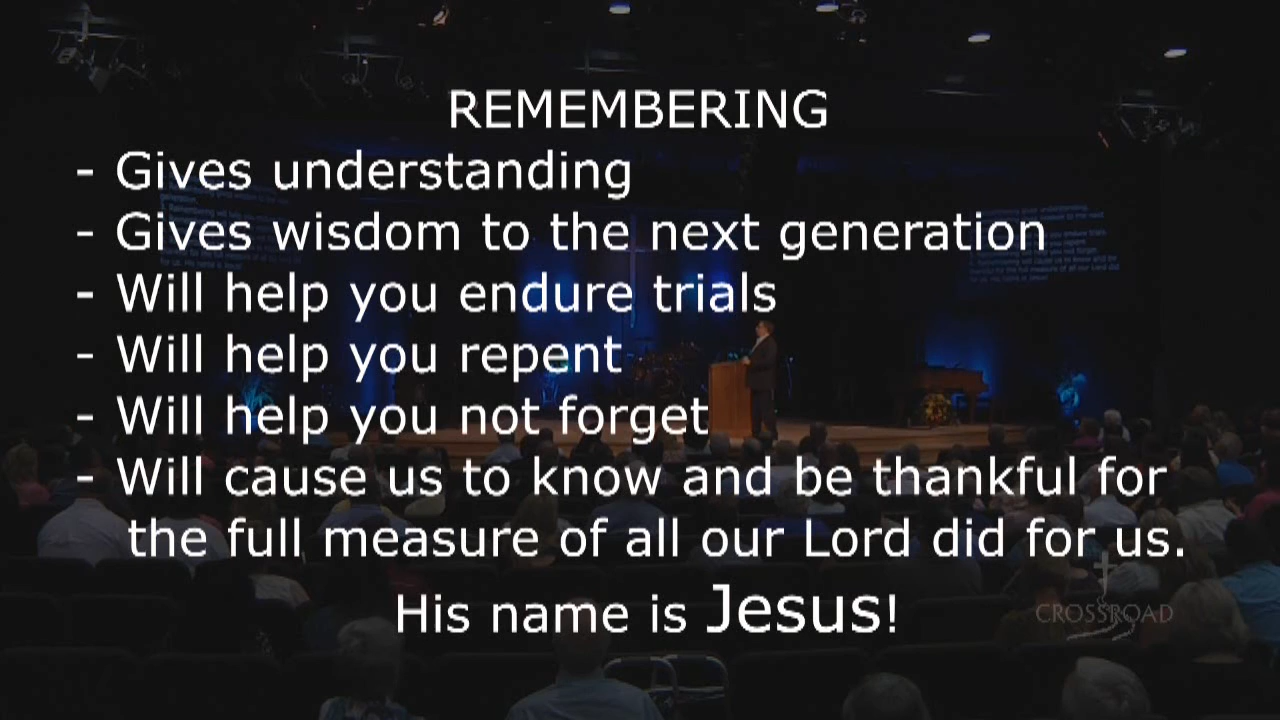 REMEMBERING
- Gives understanding
- Gives wisdom to the next generation
- Will help you endure trials
- Will help you repent
- Will help you not forget
- Will cause us to know and be thankful for
the full measure of all our Lord did for us.
His name is Jesus!
CROSSROAD